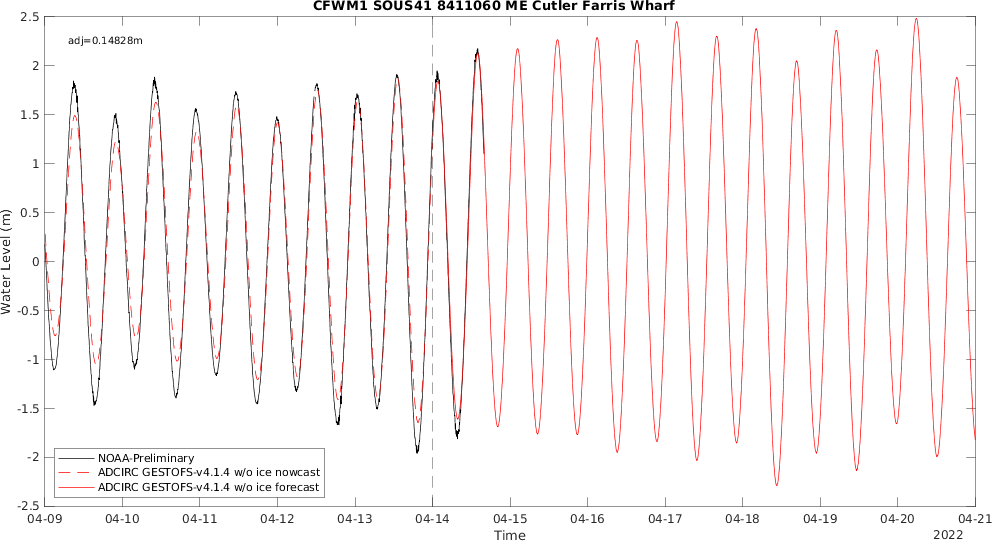 CFWM1 SOUS41 8411060 ME Cutler Farris Wharf
adj=0.14828m
2.5
2
1.5
1
0.5
0
-0.5
-1
-1.5
-2
-2.5
Water Level (m)
NOAA-Preliminary
ADCIRC GESTOFS-v4.1.4 w/o ice nowcast
ADCIRC GESTOFS-v4.1.4 w/o ice forecast
04-09 04-10 04-11 04-12 04-13 04-14 04-15 04-16 04-17 04-18 04-19 04-20 04-21
Time
2022